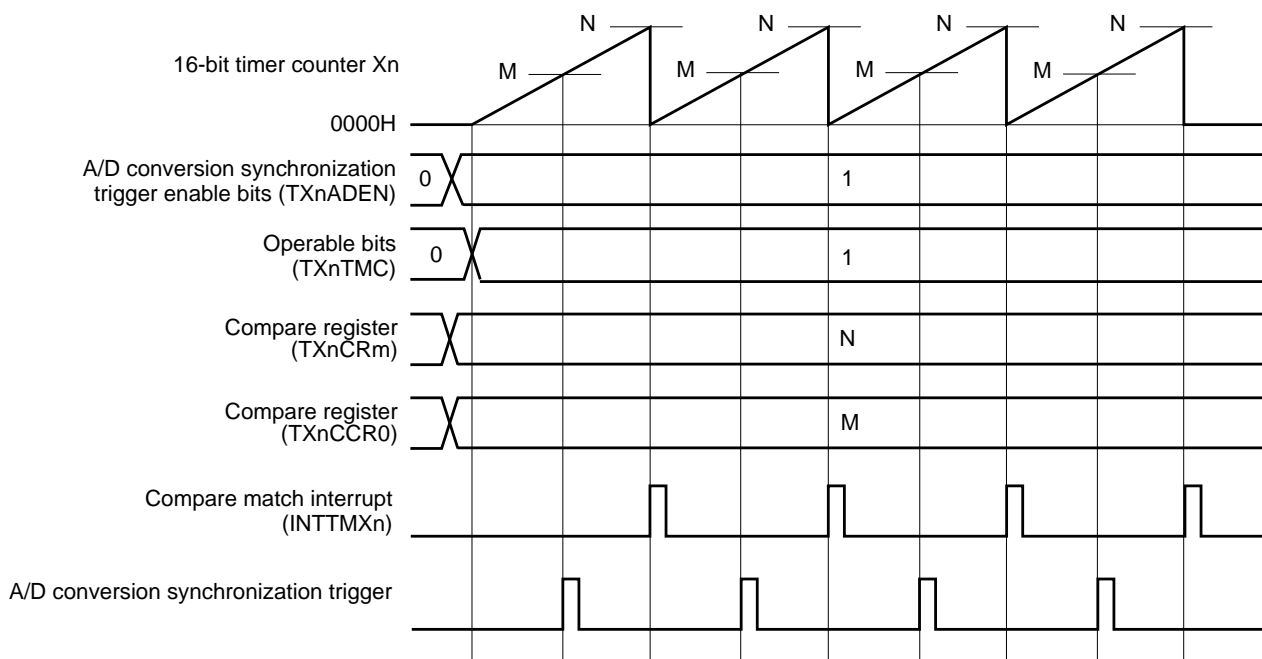 N N N N
16-bit timer counter Xn
M M M M
0000H
A/D conversion synchronization
trigger enable bits (TXnADEN)
0 1
Operable bits
(TXnTMC)
0 1
Compare register
(TXnCRm)
N
Compare register
(TXnCCR0)
M
Compare match interrupt
(INTTMXn)
A/D conversion synchronization trigger